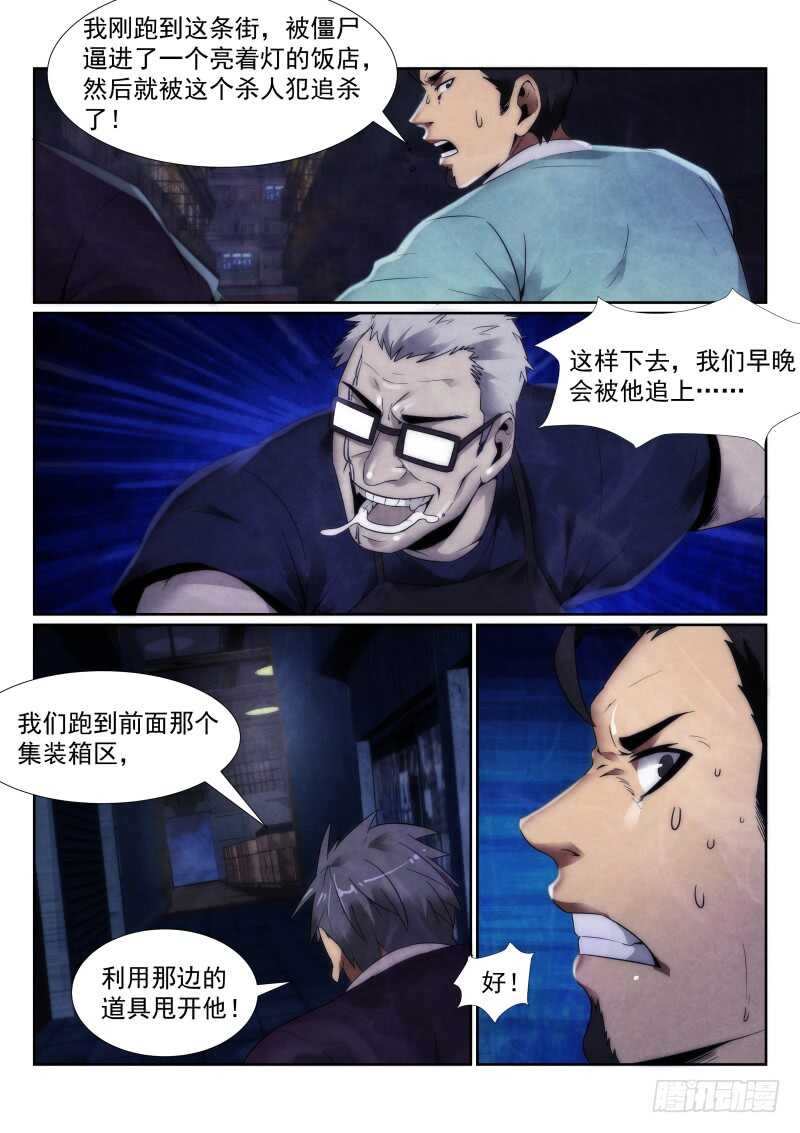 我刚跑到这条街，被僵尸
逼进了一个亮着灯的饭店，
然后就被这个杀人犯追杀
了！
这样下去，我们早晚
会被他追上……
我们跑到前面那个
集装箱区，
利用那边的
道具甩开他！
好！
腾讯动漫